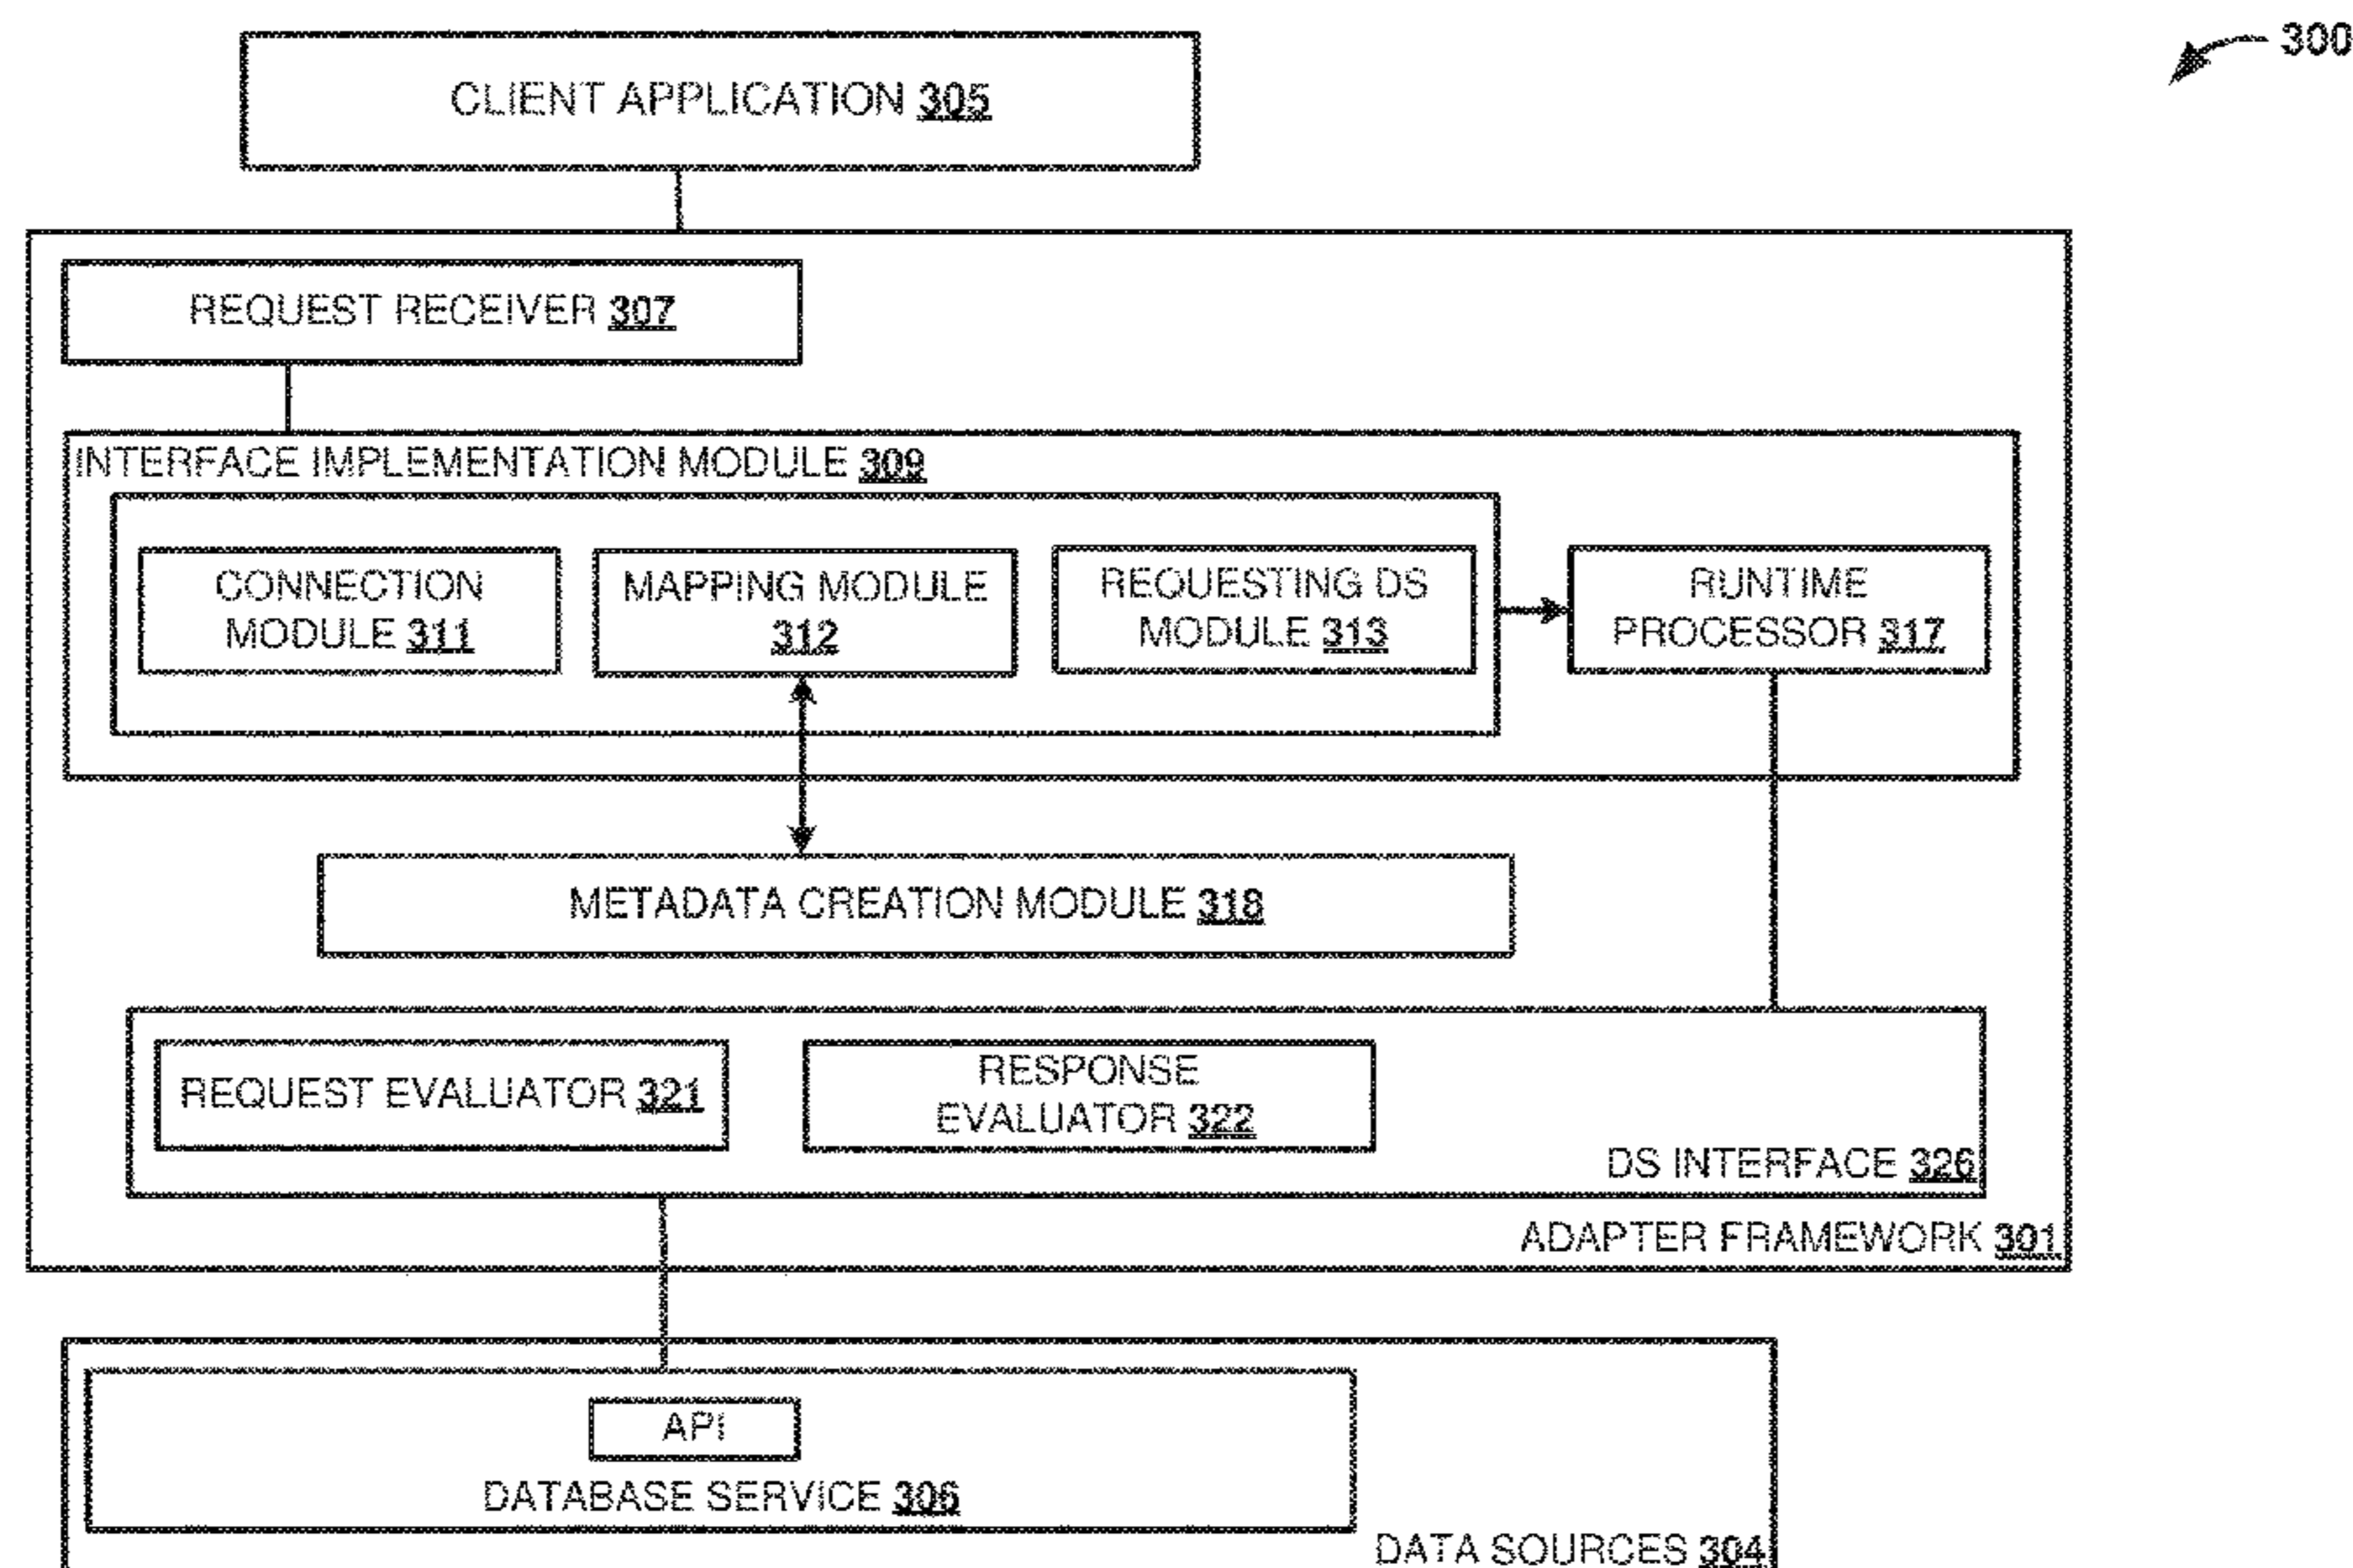 300
CLIENT APPLICATION 305
REQUEST RECEIVER 307
INTERFACE IMPLEMENTATION MODULE 309
CONNECTION
MODULE 311
MAPPING MODULE
312
REQUESTING DS
MODULE 313
RUNTIME
PROCESSOR 317
METADATA CREATION MODULE 318
REQUEST EVALUATOR 321
RESPONSE
EVALUATOR 322
DS INTERFACE 326
ADAPTER FRAMEWORK 301
API
DATABASE SERVICE 306
DATA SOURCES 304